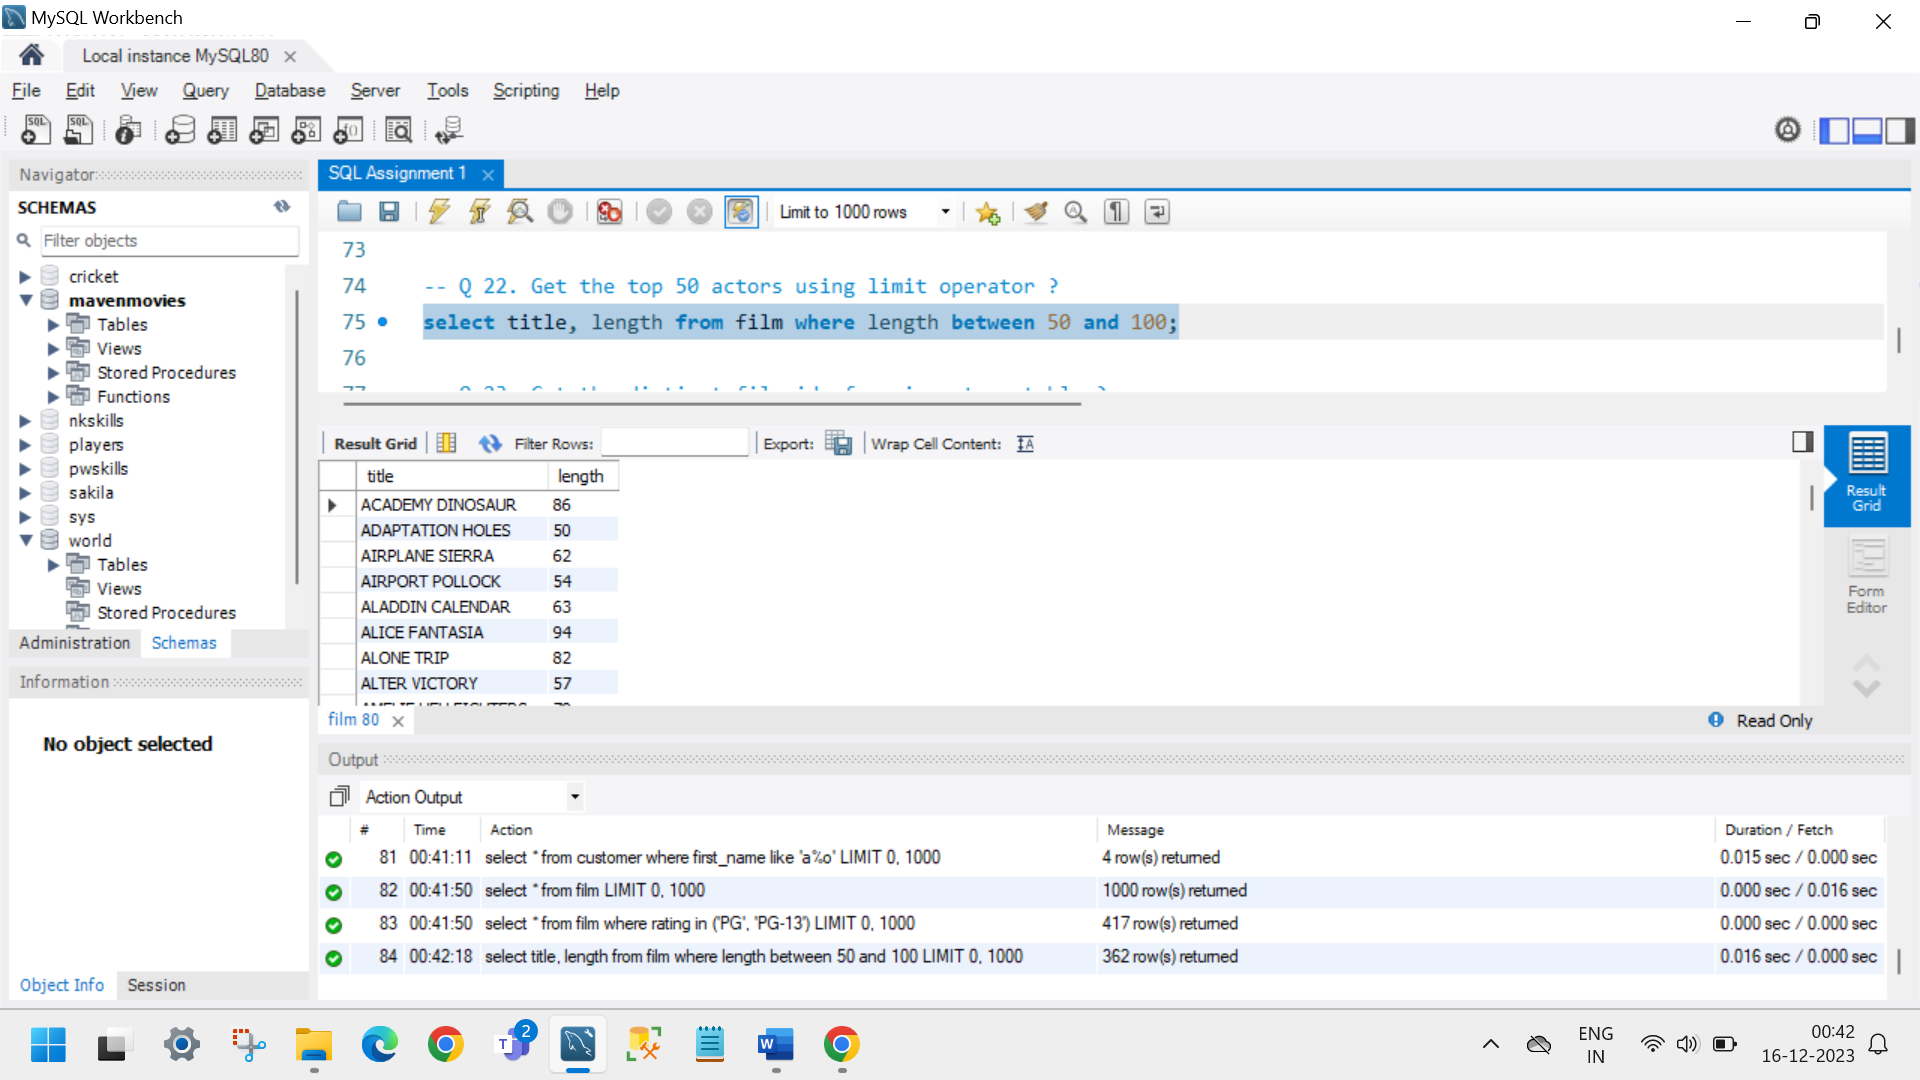 MySQL Workbench
Local instance MySQL80
File Edit View Query Database Server Tools Scripting Help
Navigator
SCHEMAS
Filter objects
cricket
mavenmovies
Tables
Views
Stored Procedures
Functions
nkskills
players
pwskills
sakila
sys
world
Tables
Views
Stored Procedures
Administration Schemas
Information
No object selected
Object Info Session
SQL Assignment 1
Limit to 1000 rows
73
74 -- Q 22. Get the top 50 actors using limit operator ?
75 select title, length from film where length between 50 and 100;
76
Result Grid Filter Rows: Export: Wrap Cell Content:
title length
ACADEMY DINOSAUR 86
ADAPTATION HOLES 50
AIRPLANE SIERRA 62
AIRPORT POLLOCK 54
ALADDIN CALENDAR 63
ALICE FANTASIA 94
ALONE TRIP 82
ALTER VICTORY 57
Result
Grid
Form
Editor
film 80
Read Only
Output
Action Output
# Time Action Message Duration / Fetch
81 00:41:11 select * from customer where first_name like 'a%o' LIMIT 0, 1000 4 row(s) returned 0.015 sec / 0.000 sec
82 00:41:50 select * from film LIMIT 0, 1000 1000 row(s) returned 0.000 sec / 0.016 sec
83 00:41:50 select * from film where rating in ('PG', 'PG-13') LIMIT 0, 1000 417 row(s) returned 0.000 sec / 0.000 sec
84 00:42:18 select title, length from film where length between 50 and 100 LIMIT 0, 1000 362 row(s) returned 0.016 sec / 0.000 sec
2
ENG
IN
00:42
16-12-2023